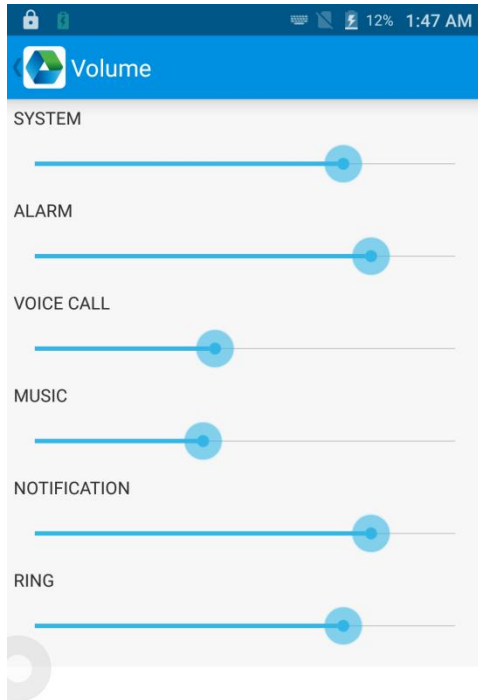 12% 1:47 AM
Volume
SYSTEM
ALARM
VOICE CALL
MUSIC
NOTIFICATION
RING